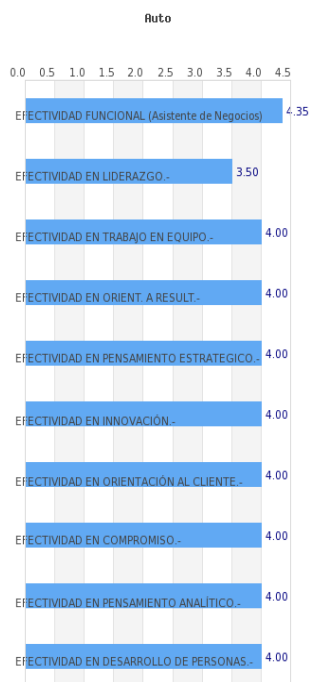 Auto
0.0 0.5 1.0 1.5 2.0 2.5 3.0 3.5 4.0 4.5
EFECTIVIDAD FUNCIONAL (Asistente de Negocios) 4.35
EFECTIVIDAD EN LIDERAZGO.- 3.50
EFECTIVIDAD EN TRABAJO EN EQUIPO.- 4.00
EFECTIVIDAD EN ORIENT. A RESULT.- 4.00
EFECTIVIDAD EN PENSAMIENTO ESTRATEGICO.- 4.00
EFECTIVIDAD EN INNOVACIÓN.- 4.00
EFECTIVIDAD EN ORIENTACIÓN AL CLIENTE.- 4.00
EFECTIVIDAD EN COMPROMISO.- 4.00
EFECTIVIDAD EN PENSAMIENTO ANALÍTICO.- 4.00
EFECTIVIDAD EN DESARROLLO DE PERSONAS.- 4.00